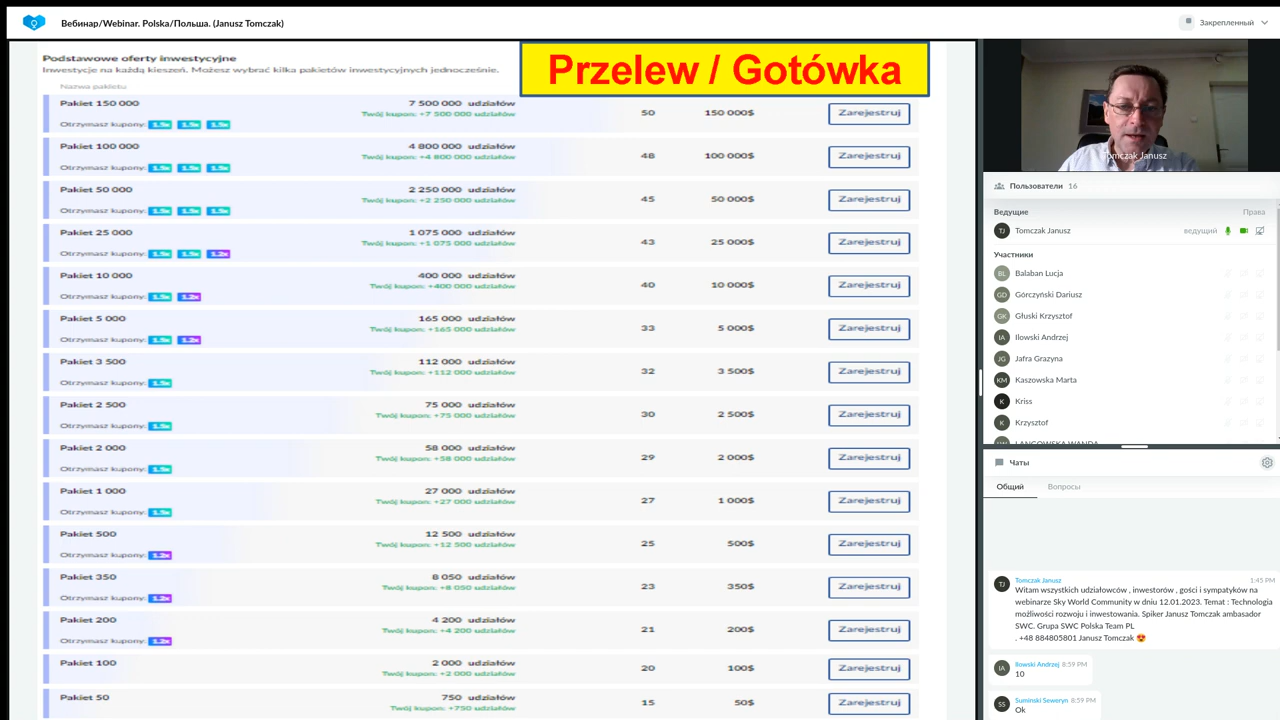 Вебинар/Webinar. Polska/Польша. (Janusz Tomczak)
Закрепленный
Podstawowe oferty inwestycyjne
Inwestycje na każdą kieszeń. Możesz wybrać kilka pakietów inwestycyjnych jednocześnie.
Nazwa pakietu
Przelew / Gotówka
Pakiet 150 000 7 500 000 udziałów 50 150 000$ Zarejestruj
Twój kupon: +7 500 000 udziałów
Otrzymasz kupony: 1.5x 1.5x 1.5x
Pakiet 100 000 4 800 000 udziałów 48 100 000$ Zarejestruj
Twój kupon: +4 800 000 udziałów
Otrzymasz kupony: 1.5x 1.5x 1.5x
Pakiet 50 000 2 250 000 udziałów 45 50 000$ Zarejestruj
Twój kupon: +2 250 000 udziałów
Otrzymasz kupony: 1.5x 1.5x 1.5x
Pakiet 25 000 1 075 000 udziałów 43 25 000$ Zarejestruj
Twój kupon: +1 075 000 udziałów
Otrzymasz kupony: 1.5x 1.5x 1.2x
Pakiet 10 000 400 000 udziałów 40 10 000$ Zarejestruj
Twój kupon: +400 000 udziałów
Otrzymasz kupony: 1.5x 1.2x
Pakiet 5 000 165 000 udziałów 33 5 000$ Zarejestruj
Twój kupon: +165 000 udziałów
Otrzymasz kupony: 1.5x 1.2x
Pakiet 3 500 112 000 udziałów 32 3 500$ Zarejestruj
Twój kupon: +112 000 udziałów
Otrzymasz kupony: 1.5x
Pakiet 2 500 75 000 udziałów 30 2 500$ Zarejestruj
Twój kupon: +75 000 udziałów
Otrzymasz kupony: 1.5x
Pakiet 2 000 58 000 udziałów 29 2 000$ Zarejestruj
Twój kupon: +58 000 udziałów
Otrzymasz kupony: 1.5x
Pakiet 1 000 27 000 udziałów 27 1 000$ Zarejestruj
Twój kupon: +27 000 udziałów
Otrzymasz kupony: 1.5x
Pakiet 500 12 500 udziałów 25 500$ Zarejestruj
Twój kupon: +12 500 udziałów
Otrzymasz kupony: 1.2x
Pakiet 350 8 050 udziałów 23 350$ Zarejestruj
Twój kupon: +8 050 udziałów
Otrzymasz kupony: 1.2x
Pakiet 200 4 200 udziałów 21 200$ Zarejestruj
Twój kupon: +4 200 udziałów
Otrzymasz kupony: 1.2x
Pakiet 100 2 000 udziałów 20 100$ Zarejestruj
Twój kupon: +2 000 udziałów
Pakiet 50 750 udziałów 15 50$ Zarejestruj
Twój kupon: +750 udziałów
Tomczak Janusz
Пользователи 16
Ведущие Права
TJ Tomczak Janusz ведущий
Участники
BL Balaban Lucja
GD Górczyński Dariusz
GK Głuski Krzysztof
IA Ilowski Andrzej
JG Jafra Grazyna
KM Kaszowska Marta
K Kriss
K Krzysztof
LANGOWSKA WANDA
Чаты
Общий Вопросы
TJ Tomczak Janusz 1:45 PM
Witam wszystkich udziałowców , inwestorów , gości i sympatyków na
webinarze Sky World Community w dniu 12.01.2023. Temat : Technologia
możliwości rozwoju i inwestowania. Spiker Janusz Tomczak ambasador
SWC. Grupa SWC Polska Team PL
. +48 884805801 Janusz Tomczak 😍
IA Ilowski Andrzej 8:59 PM
10
SS Suminski Seweryn 8:59 PM
Ok